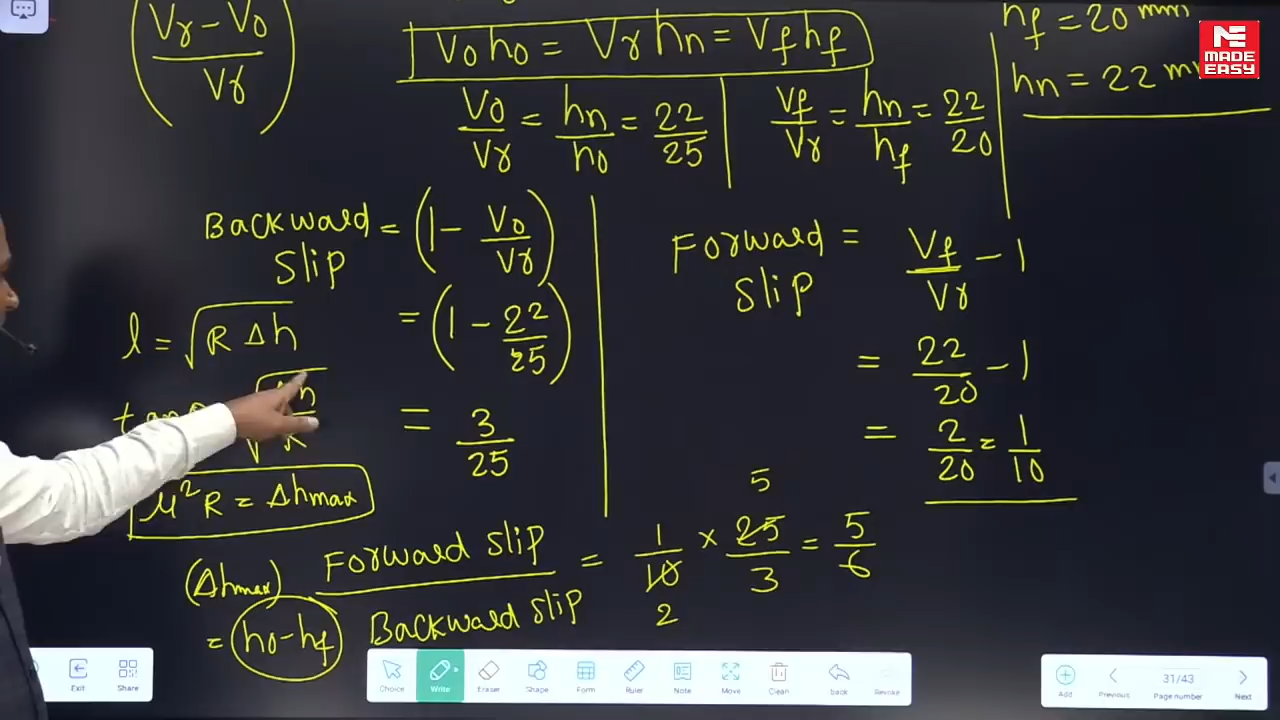 (Vr - V0 / Vr)
V0 h0 = Vr hn = Vf hf
hf = 20 mm
hn = 22
MADE EASY
V0/Vr = hn/h0 = 22/25
Vf/Vr = hn/hf = 22/20
Backward Slip = (1 - V0/Vr)
= (1 - 22/25)
= 3/25
Forward Slip = Vf/Vr - 1
= 22/20 - 1
= 2/20 = 1/10
l = √R Δh
μ²R = Δhmax
(Δhmax)
= h0 - hf
Forward Slip / Backward Slip = 1/10 × 25/3 = 5/6
5
2
Exit
Share
Choice
Write
Eraser
Shape
Form
Ruler
Note
Move
Clean
back
Revoke
Add
Previous
31/43
Page number
Next